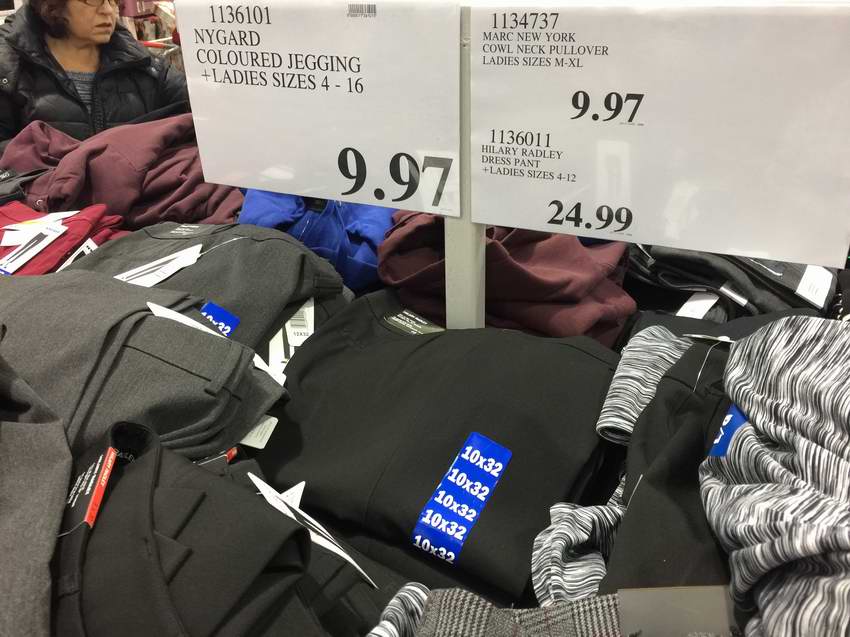 1136101
NYGARD
COLOURED JEGGING
+LADIES SIZES 4 - 16
9.97
1134737
MARC NEW YORK
COWL NECK PULLOVER
LADIES SIZES M-XL
9.97
1136011
HILARY RADLEY
DRESS PANT
+LADIES SIZES 4-12
24.99
12X32
10x32
10x32
10x32
10x32
10x32